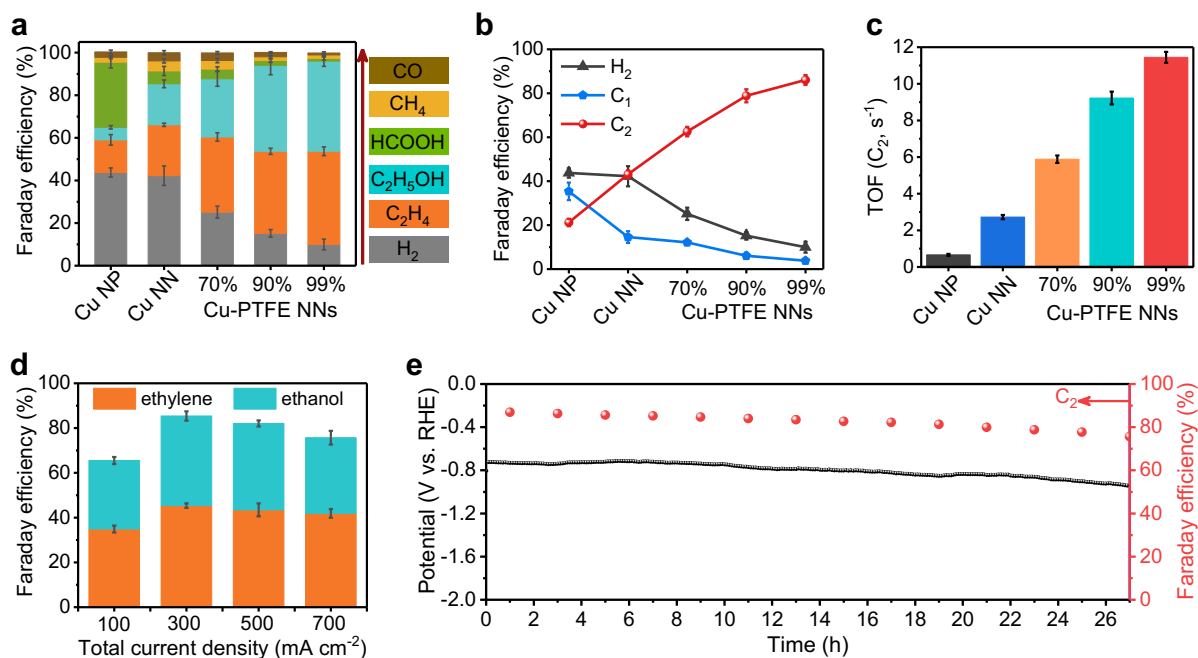 a
Faraday efficiency (%)
100
80
60
40
20
0
Cu NP
Cu NN
70%
90%
99%
Cu-PTFE NNs
CO
CH₄
HCOOH
C₂H₅OH
C₂H₄
H₂
b
Faraday efficiency (%)
100
80
60
40
20
0
H₂
C₁
C₂
Cu NP
Cu NN
70%
90%
99%
Cu-PTFE NNs
c
TOF (C₂, s⁻¹)
12
10
8
6
4
2
0
Cu NP
Cu NN
70%
90%
99%
Cu-PTFE NNs
d
Faraday efficiency (%)
100
80
60
40
20
0
ethylene
ethanol
100
300
500
700
Total current density (mA cm⁻²)
e
Potential (V vs. RHE)
0.0
-0.4
-0.8
-1.2
-1.6
-2.0
C₂
0
2
4
6
8
10
12
14
16
18
20
22
24
26
Time (h)
100
80
60
40
20
0
Faraday efficiency (%)